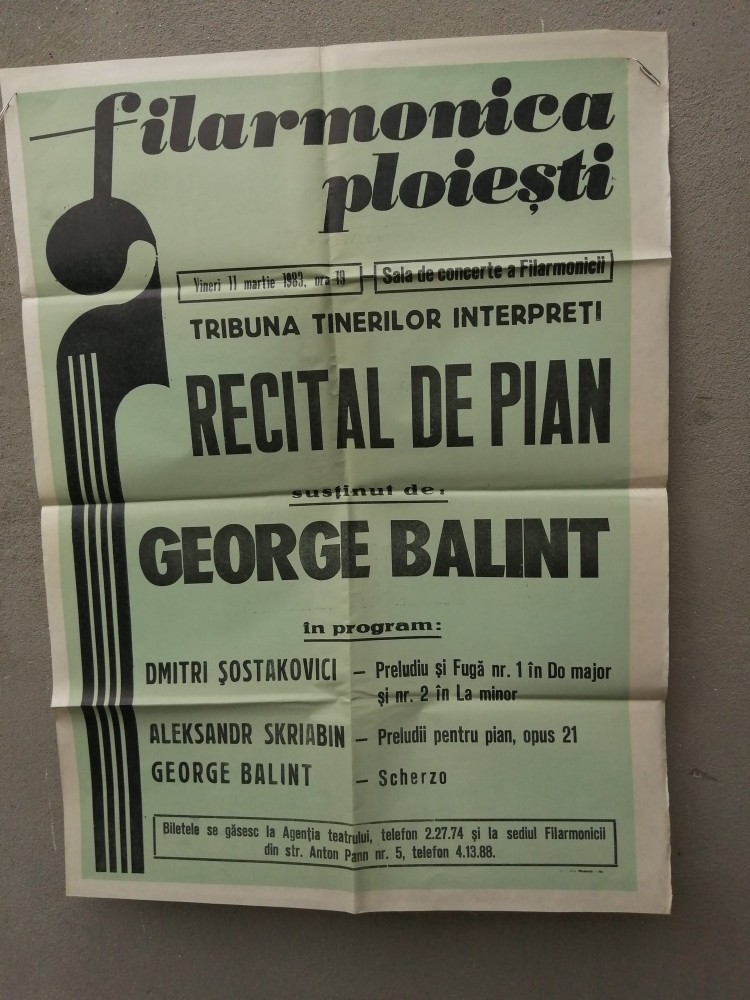 filarmonica
ploiești
Vineri 11 martie 1983, ora 19
Sala de concerte a Filarmonicii
TRIBUNA TINERILOR INTERPREȚI
RECITAL DE PIAN
susținut de:
GEORGE BALINT
în program:
DMITRI ȘOSTAKOVICI – Preludiu și Fugă nr. 1 în Do major
și nr. 2 în La minor
ALEKSANDR SKRIABIN – Preludii pentru pian, opus 21
GEORGE BALINT – Scherzo
Biletele se găsesc la Agenția teatrului, telefon 2.27.74 și la sediul Filarmonicii
din str. Anton Pann nr. 5, telefon 4.13.88.